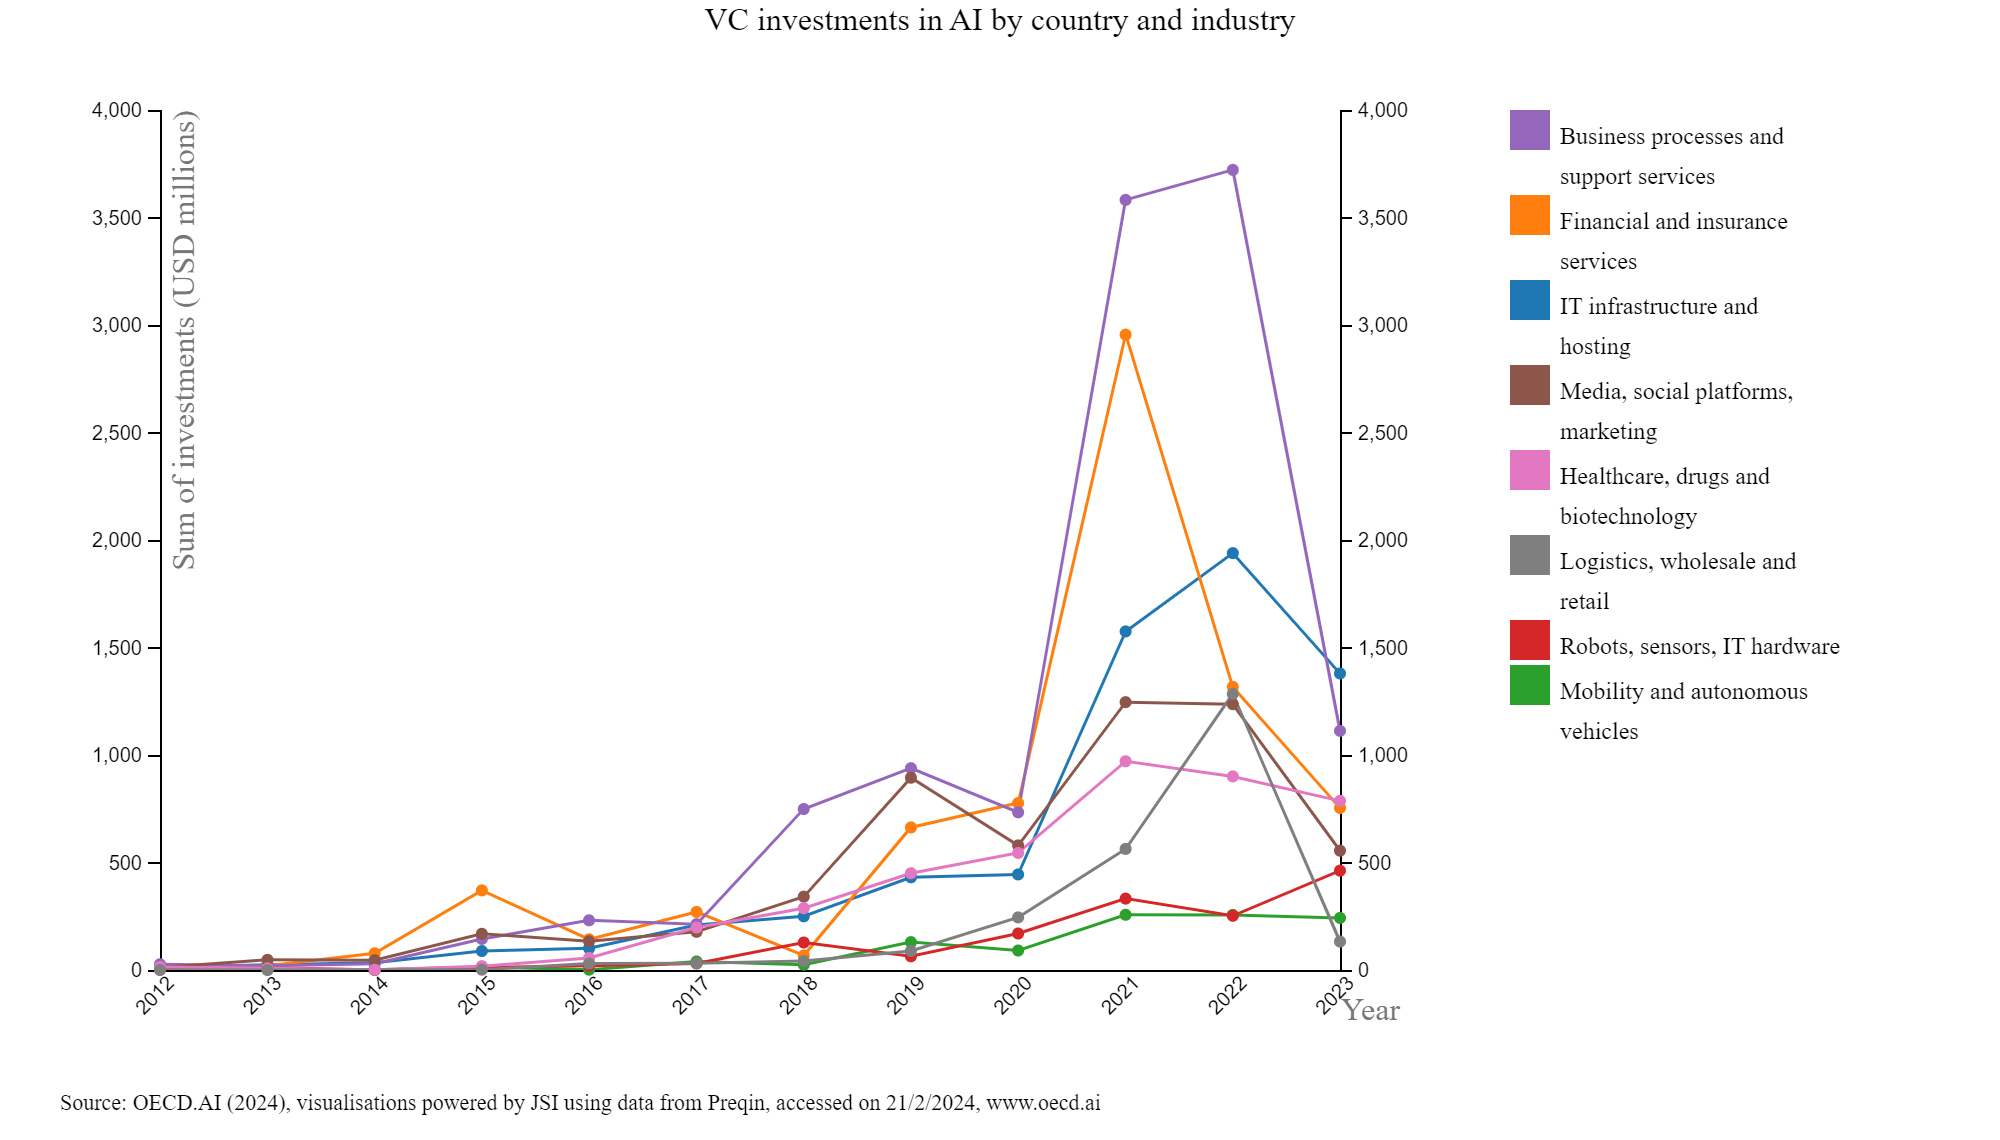 VC investments in AI by country and industry
4,000
3,500
3,000
2,500
2,000
1,500
1,000
500
0
Sum of investments (USD millions)
4,000
3,500
3,000
2,500
2,000
1,500
1,000
500
0
2012
2013
2014
2015
2016
2017
2018
2019
2020
2021
2022
2023
Year
Business processes and
support services
Financial and insurance
services
IT infrastructure and
hosting
Media, social platforms,
marketing
Healthcare, drugs and
biotechnology
Logistics, wholesale and
retail
Robots, sensors, IT hardware
Mobility and autonomous
vehicles
Source: OECD.AI (2024), visualisations powered by JSI using data from Preqin, accessed on 21/2/2024, www.oecd.ai